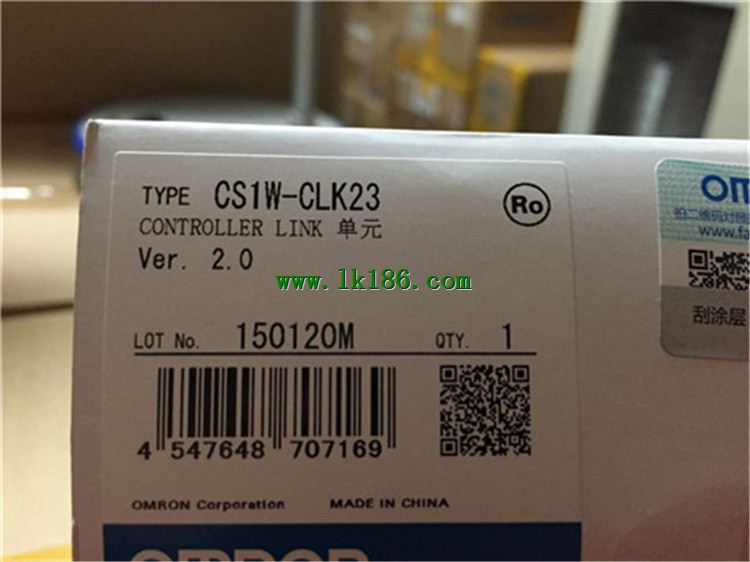 TYPE CS1W-CLK23
Ro
CONTROLLER LINK 单元
Ver. 2.0
www.lk186.com
LOT No. 150120M QTY. 1
4 547648 707169
OMRON Corporation MADE IN CHINA
OMRON
刮涂层
www.fa